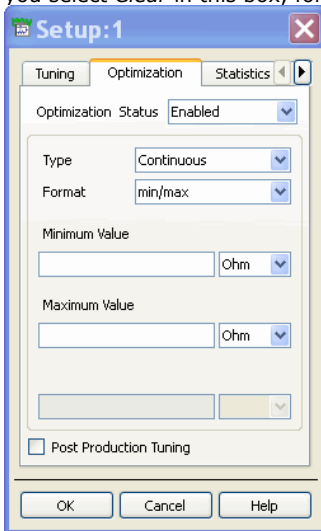 you select Clear in this box, for
Setup:1
Tuning Optimization Statistics
Optimization Status Enabled
Type Continuous
Format min/max
Minimum Value
Ohm
Maximum Value
Ohm
Post Production Tuning
OK Cancel Help